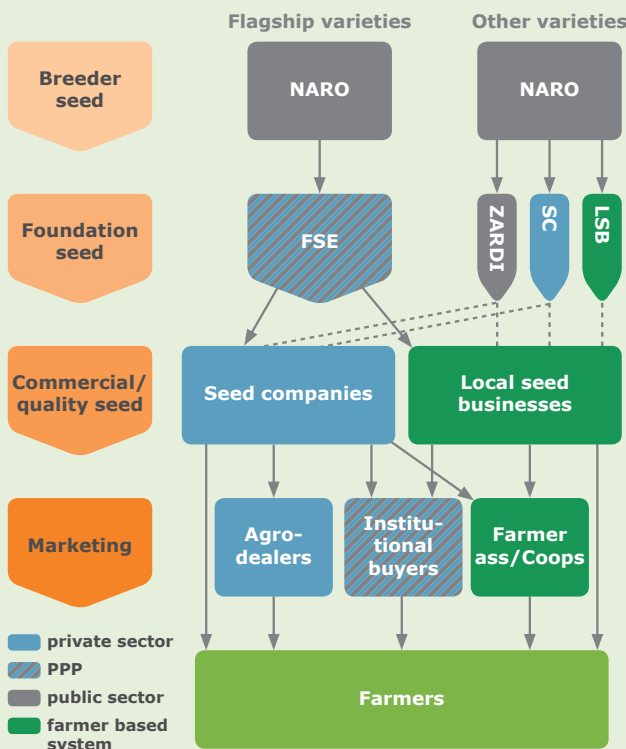 Flagship varieties
Other varieties
Breeder
seed
NARO
NARO
Foundation
seed
FSE
ZARDI
SC
LSB
Commercial/
quality seed
Seed companies
Local seed
businesses
Marketing
Agro-
dealers
Institu-
tional
buyers
Farmer
ass/Coops
private sector
PPP
public sector
farmer based
system
Farmers